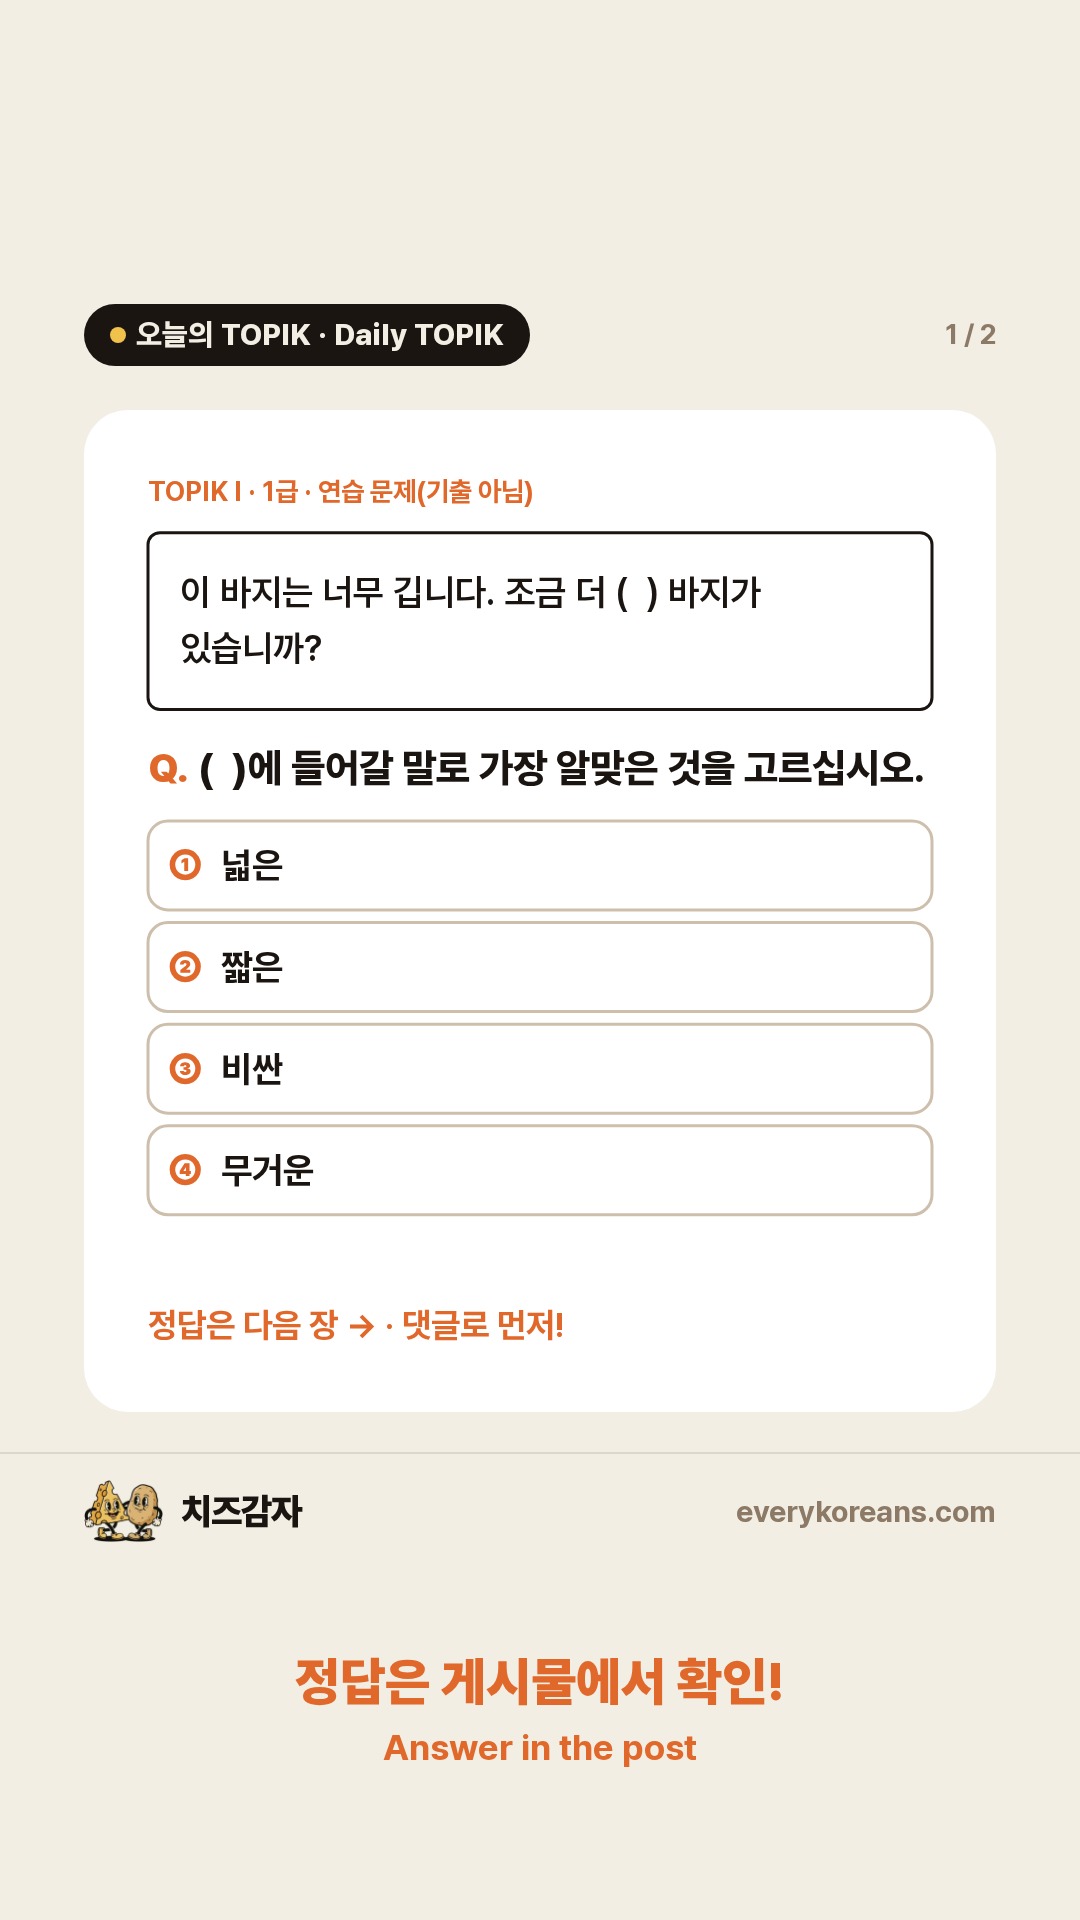 오늘의 TOPIK · Daily TOPIK
1 / 2
TOPIK I · 1급 · 연습 문제(기출 아님)
이 바지는 너무 깁니다. 조금 더 (  ) 바지가
있습니까?
Q. (  )에 들어갈 말로 가장 알맞은 것을 고르십시오.
① 넓은
② 짧은
③ 비싼
④ 무거운
정답은 다음 장 → · 댓글로 먼저!
치즈감자
everykoreans.com
정답은 게시물에서 확인!
Answer in the post